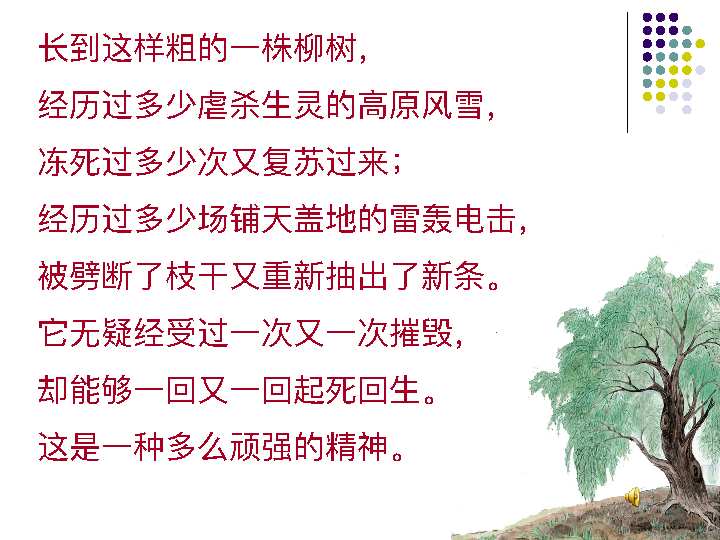 长到这样粗的一株柳树，
经历过多少虐杀生灵的高原风雪，
冻死过多少次又复苏过来；
经历过多少场铺天盖地的雷轰电击，
被劈断了枝干又重新抽出了新条。
它无疑经受过一次又一次摧毁，
却能够一回又一回起死回生。
这是一种多么顽强的精神。